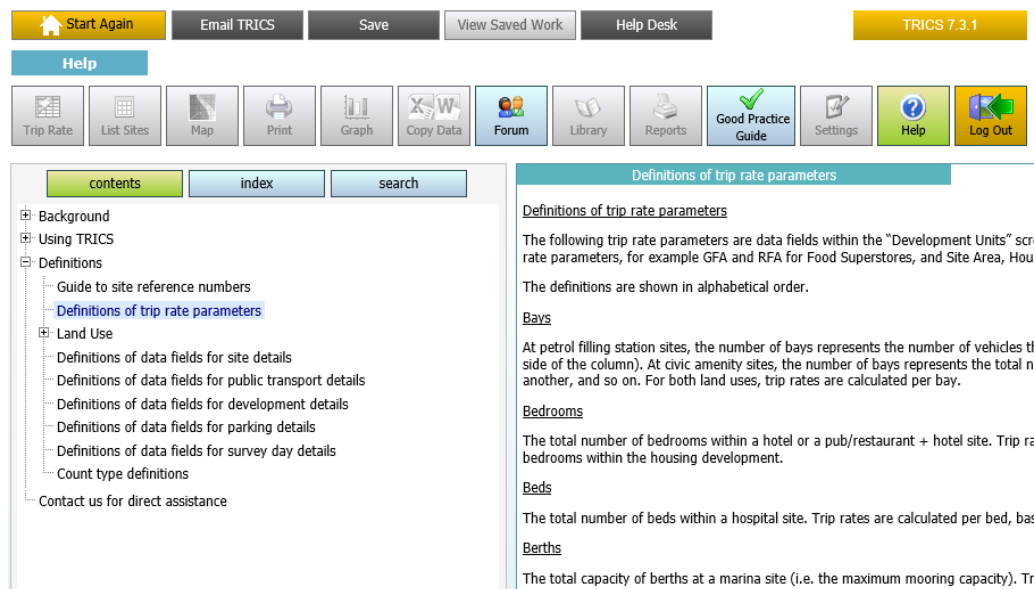 Start Again
Email TRICS
Save
View Saved Work
Help Desk
TRICS 7.3.1
Help
Trip Rate
List Sites
Map
Print
Graph
Copy Data
Forum
Library
Reports
Good Practice
Guide
Settings
Help
Log Out
contents
index
search
Background
Using TRICS
Definitions
Guide to site reference numbers
Definitions of trip rate parameters
Land Use
Definitions of data fields for site details
Definitions of data fields for public transport details
Definitions of data fields for development details
Definitions of data fields for parking details
Definitions of data fields for survey day details
Count type definitions
Contact us for direct assistance
Definitions of trip rate parameters
Definitions of trip rate parameters
The following trip rate parameters are data fields within the “Development Units”
rate parameters, for example GFA and RFA for Food Superstores, and Site Area,
The definitions are shown in alphabetical order.
Bays
At petrol filling station sites, the number of bays represents the number of vehicles
side of the column). At civic amenity sites, the number of bays represents the total
another, and so on. For both land uses, trip rates are calculated per bay.
Bedrooms
The total number of bedrooms within a hotel or a pub/restaurant + hotel site. Trip
bedrooms within the housing development.
Beds
The total number of beds within a hospital site. Trip rates are calculated per bed,
Berths
The total capacity of berths at a marina site (i.e. the maximum mooring capacity).